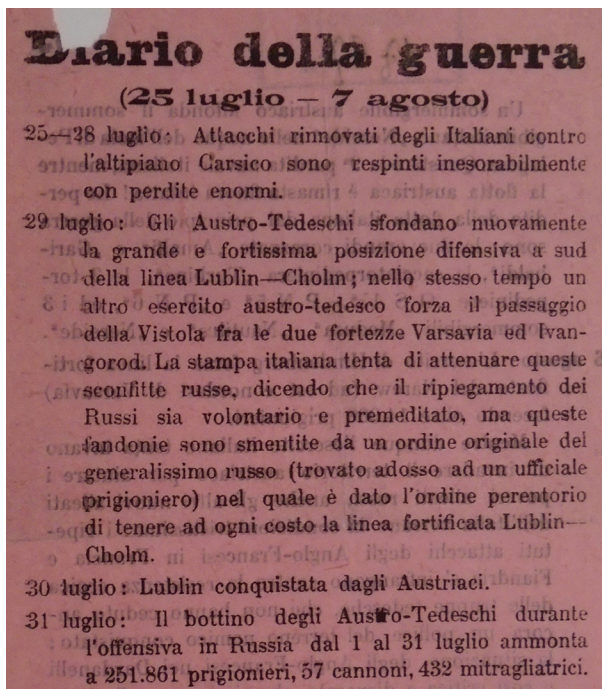 Diario della guerra
(25 luglio — 7 agosto)
25—28 luglio: Attacchi rinnovati degli Italiani contro
l'altipiano Carsico sono respinti inesorabilmente
con perdite enormi.
29 luglio: Gli Austro-Tedeschi sfondano nuovamente
la grande e fortissima posizione difensiva a sud
della linea Lublin—Cholm; nello stesso tempo un
altro esercito austro-tedesco forza il passaggio
della Vistola fra le due fortezze Varsavia ed Ivan-
gorod. La stampa italiana tenta di attenuare queste
sconfitte russe, dicendo che il ripiegamento dei
Russi sia volontario e premeditato, ma queste
fandonie sono smentite da un ordine originale del
generalissimo russo (trovato adosso ad un ufficiale
prigioniero) nel quale è dato l'ordine perentorio
di tenere ad ogni costo la linea fortificata Lublin—
Cholm.
30 luglio: Lublin conquistata dagli Austriaci.
31 luglio: Il bottino degli Austro-Tedeschi durante
l'offensiva in Russia dal 1 al 31 luglio ammonta
a 251.861 prigionieri, 57 cannoni, 432 mitragliatrici.